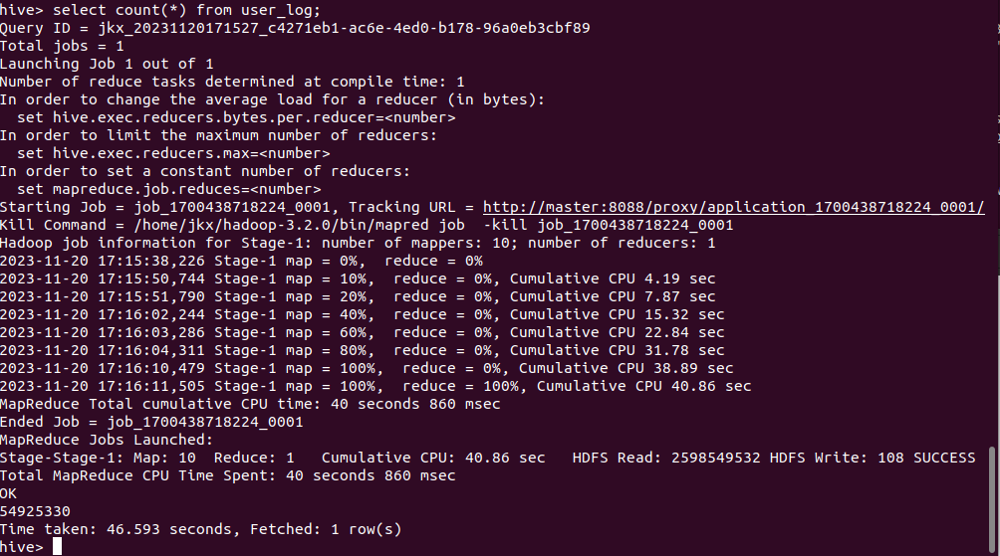 hive> select count(*) from user_log;
Query ID = jkx_20231120171527_c4271eb1-ac6e-4ed0-b178-96a0eb3cbf89
Total jobs = 1
Launching Job 1 out of 1
Number of reduce tasks determined at compile time: 1
In order to change the average load for a reducer (in bytes):
  set hive.exec.reducers.bytes.per.reducer=<number>
In order to limit the maximum number of reducers:
  set hive.exec.reducers.max=<number>
In order to set a constant number of reducers:
  set mapreduce.job.reduces=<number>
Starting Job = job_1700438718224_0001, Tracking URL = http://master:8088/proxy/application_1700438718224_0001/
Kill Command = /home/jkx/hadoop-3.2.0/bin/mapred job  -kill job_1700438718224_0001
Hadoop job information for Stage-1: number of mappers: 10; number of reducers: 1
2023-11-20 17:15:38,226 Stage-1 map = 0%,  reduce = 0%
2023-11-20 17:15:50,744 Stage-1 map = 10%,  reduce = 0%, Cumulative CPU 4.19 sec
2023-11-20 17:15:51,790 Stage-1 map = 20%,  reduce = 0%, Cumulative CPU 7.87 sec
2023-11-20 17:16:02,244 Stage-1 map = 40%,  reduce = 0%, Cumulative CPU 15.32 sec
2023-11-20 17:16:03,286 Stage-1 map = 60%,  reduce = 0%, Cumulative CPU 22.84 sec
2023-11-20 17:16:04,311 Stage-1 map = 80%,  reduce = 0%, Cumulative CPU 31.78 sec
2023-11-20 17:16:10,479 Stage-1 map = 100%,  reduce = 0%, Cumulative CPU 38.89 sec
2023-11-20 17:16:11,505 Stage-1 map = 100%,  reduce = 100%, Cumulative CPU 40.86 sec
MapReduce Total cumulative CPU time: 40 seconds 860 msec
Ended Job = job_1700438718224_0001
MapReduce Jobs Launched:
Stage-Stage-1: Map: 10  Reduce: 1   Cumulative CPU: 40.86 sec   HDFS Read: 2598549532 HDFS Write: 108 SUCCESS
Total MapReduce CPU Time Spent: 40 seconds 860 msec
OK
54925330
Time taken: 46.593 seconds, Fetched: 1 row(s)
hive>